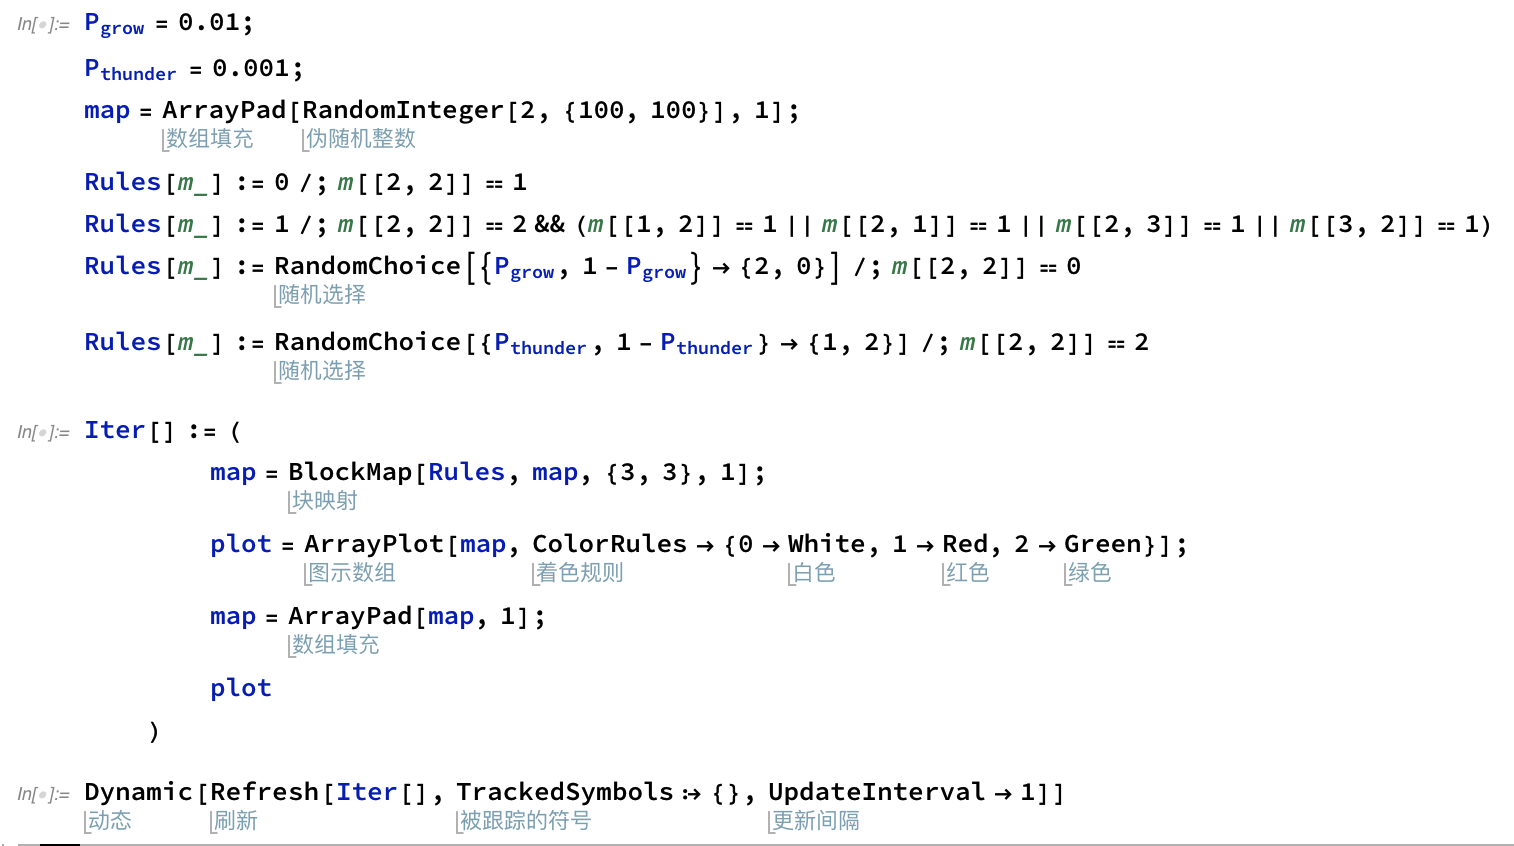 In[•]:= P_grow = 0.01;
P_thunder = 0.001;
map = ArrayPad[RandomInteger[2, {100, 100}], 1];
数组填充 伪随机整数
Rules[m_] := 0 /; m[[2, 2]] == 1
Rules[m_] := 1 /; m[[2, 2]] == 2 && (m[[1, 2]] == 1 || m[[2, 1]] == 1 || m[[2, 3]] == 1 || m[[3, 2]] == 1)
Rules[m_] := RandomChoice[{P_grow, 1 - P_grow} → {2, 0}] /; m[[2, 2]] == 0
随机选择
Rules[m_] := RandomChoice[{P_thunder, 1 - P_thunder} → {1, 2}] /; m[[2, 2]] == 2
随机选择
In[•]:= Iter[] := (
map = BlockMap[Rules, map, {3, 3}, 1];
块映射
plot = ArrayPlot[map, ColorRules → {0 → White, 1 → Red, 2 → Green}];
图示数组 着色规则 白色 红色 绿色
map = ArrayPad[map, 1];
数组填充
plot
)
In[•]:= Dynamic[Refresh[Iter[], TrackedSymbols :→ {}, UpdateInterval → 1]]
动态 刷新 被跟踪的符号 更新间隔